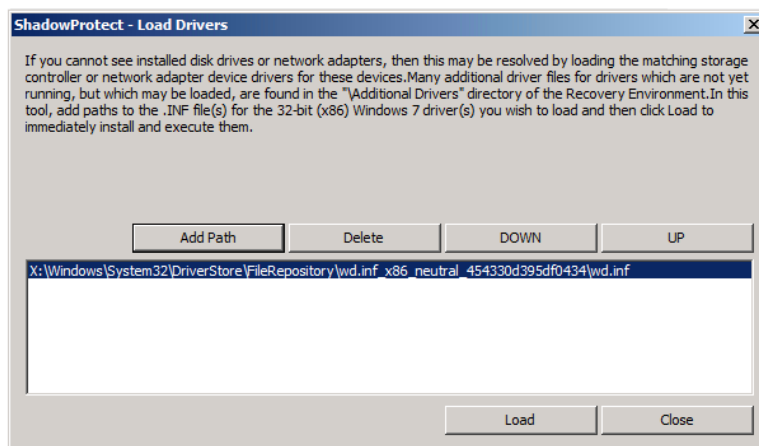 ShadowProtect - Load Drivers
If you cannot see installed disk drives or network adapters, then this may be resolved by loading the matching storage
controller or network adapter device drivers for these devices.Many additional driver files for drivers which are not yet
running, but which may be loaded, are found in the "\Additional Drivers" directory of the Recovery Environment.In this
tool, add paths to the .INF file(s) for the 32-bit (x86) Windows 7 driver(s) you wish to load and then click Load to
immediately install and execute them.
Add Path Delete DOWN UP
X:\Windows\System32\DriverStore\FileRepository\wd.inf_x86_neutral_454330d395df0434\wd.inf
Load Close